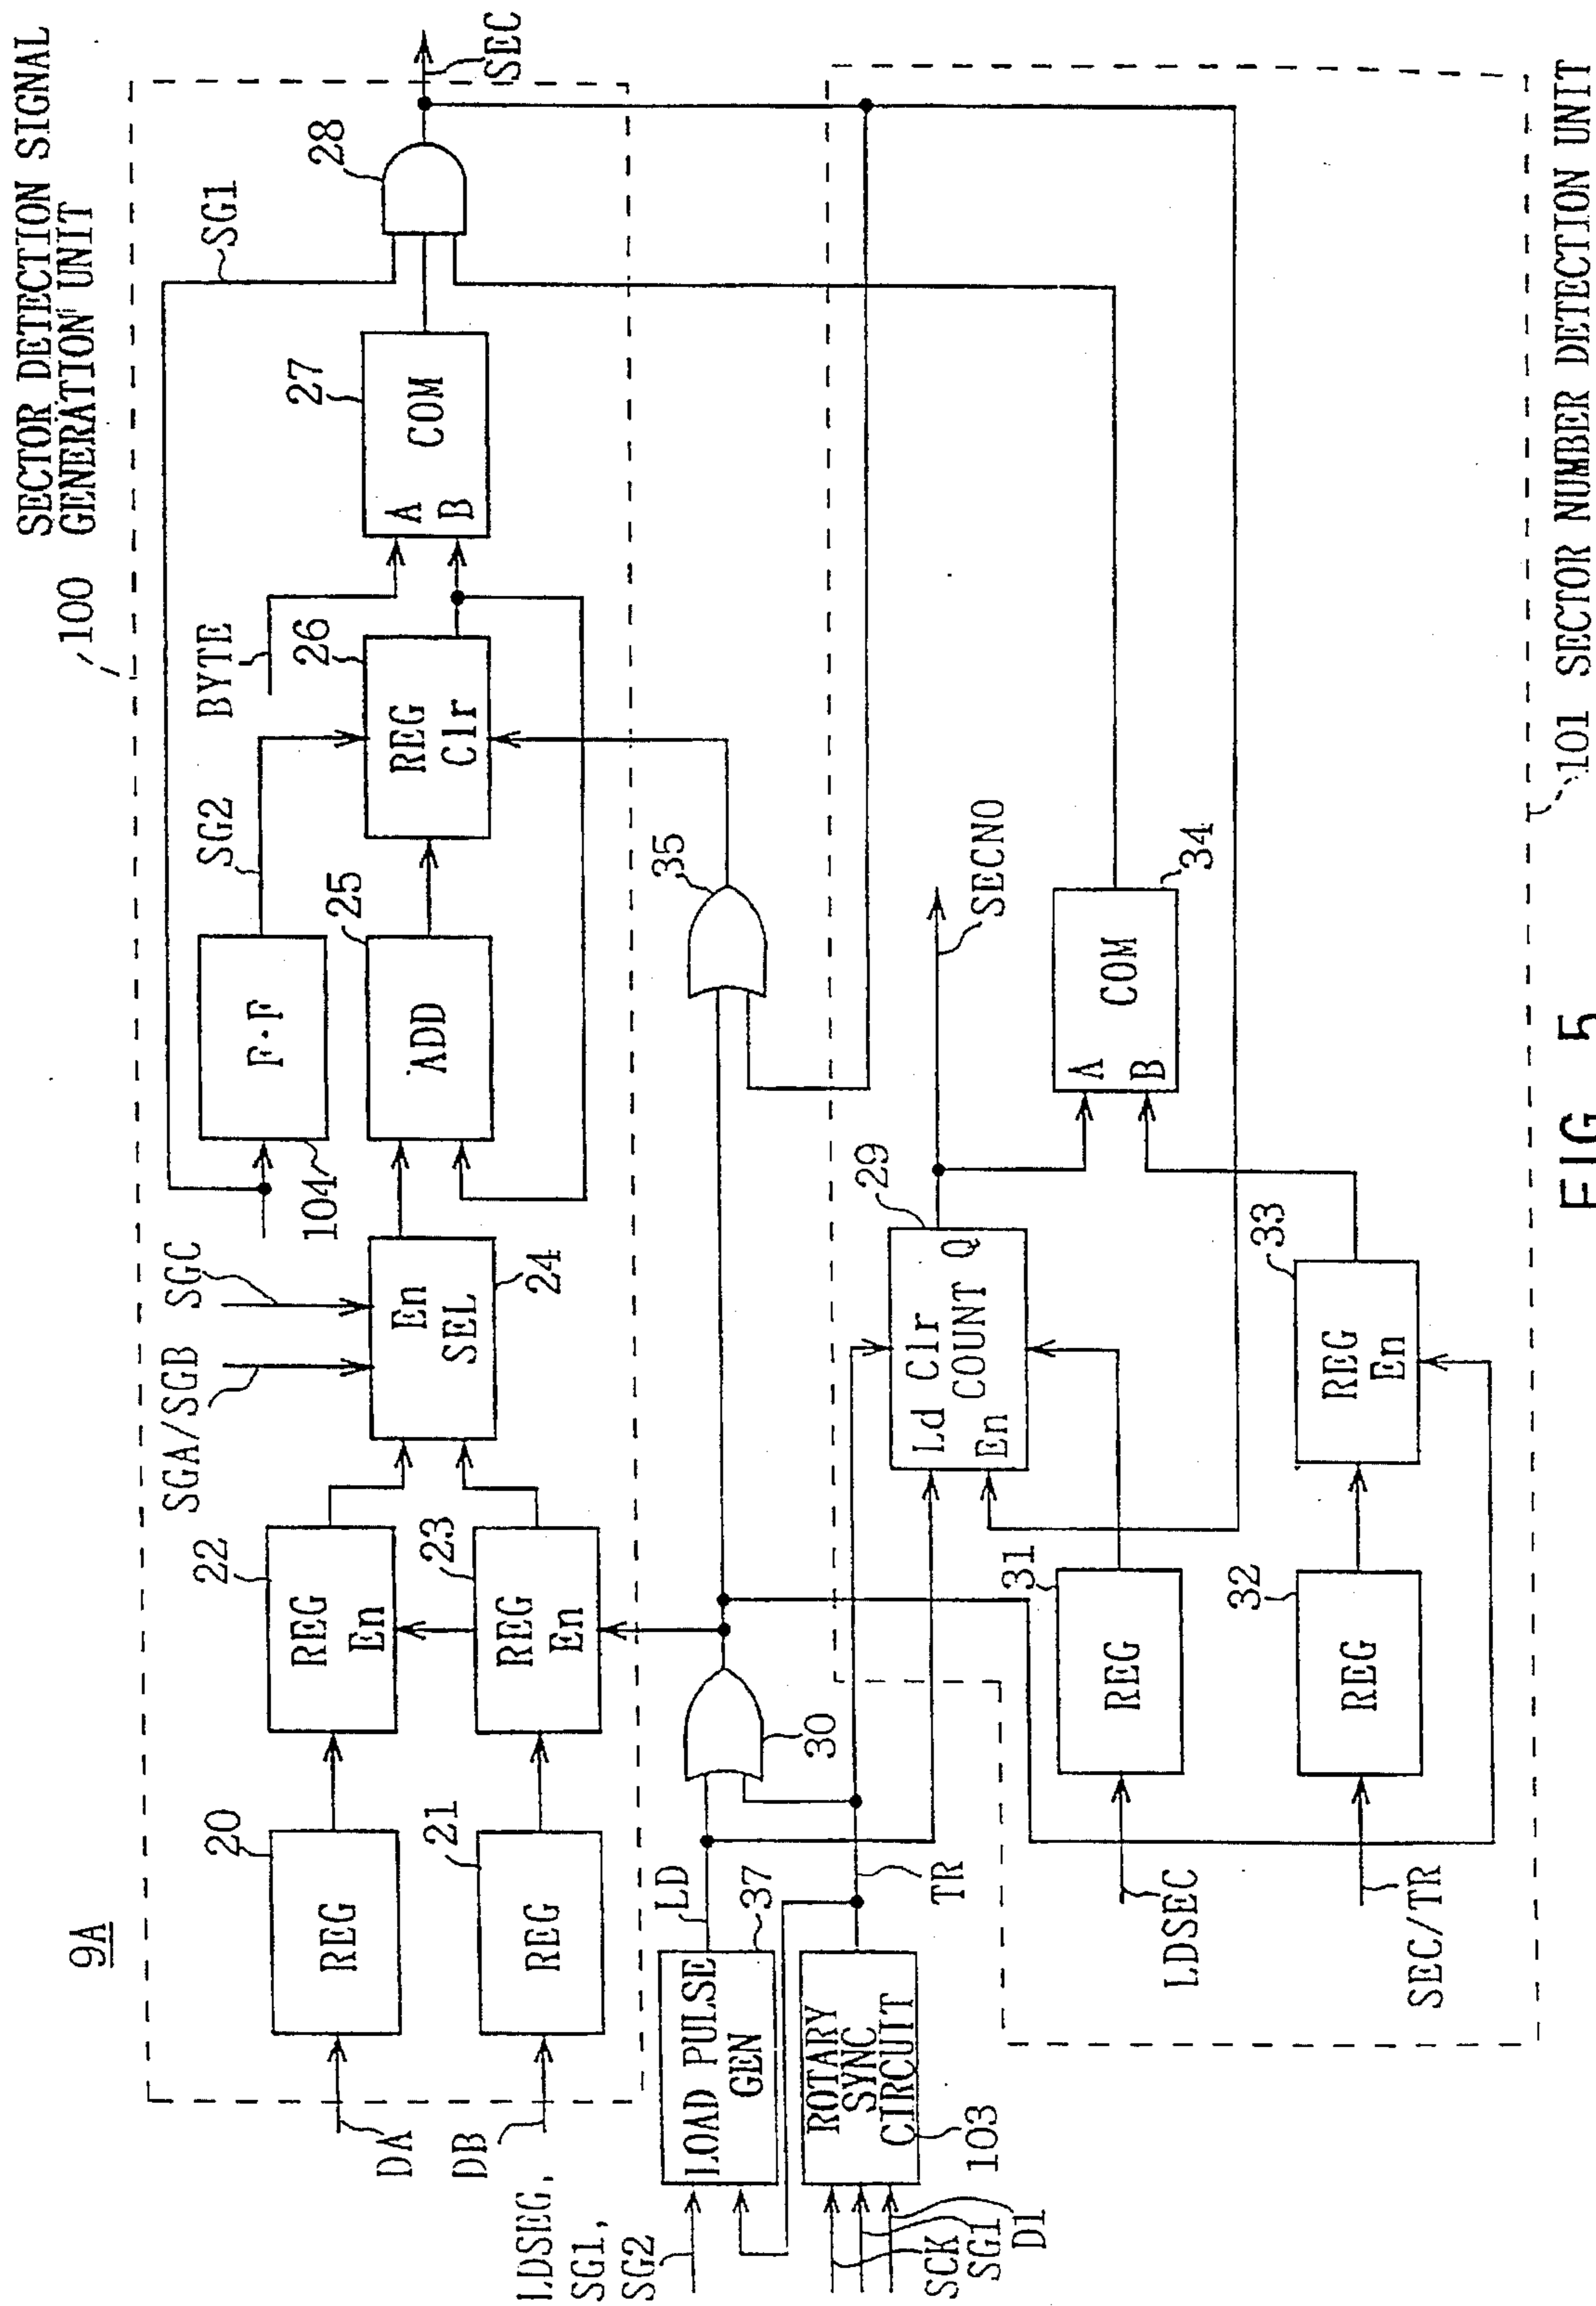 9A
100
SECTOR DETECTION SIGNAL
GENERATION UNIT
DA
DB
20
REG
21
REG
22
REG
En
23
REG
En
SGA/SGB
SGC
En
SEL
24
104
F·F
SG2
25
ADD
BYTE
26
REG
Clr
27
COM
A
B
SG1
28
SEC
LDSEG,
SG1,
SG2
LOAD PULSE
GEN
37
LD
30
35
ROTARY
SYNC
CIRCUIT
103
SCK
SG1
D1
TR
29
Ld Clr
COUNT Q
En
SECNO
LDSEC
31
REG
SEC/TR
32
REG
33
REG
En
COM
A
B
34
101 SECTOR NUMBER DETECTION UNIT
FIG 5